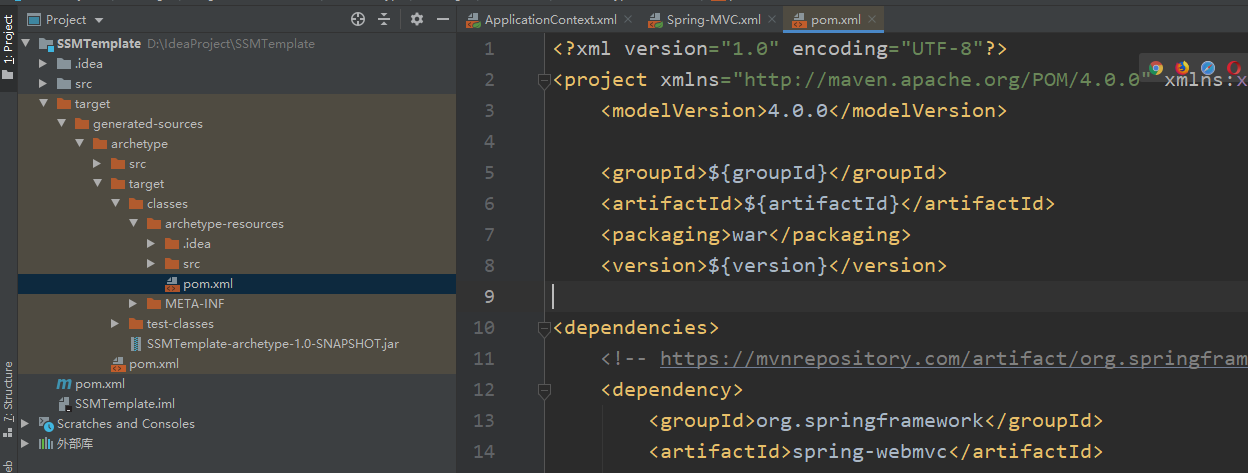 1: Project
Project
SSMTemplate D:\IdeaProject\SSMTemplate
.idea
src
target
generated-sources
archetype
src
target
classes
archetype-resources
.idea
src
pom.xml
META-INF
test-classes
SSMTemplate-archetype-1.0-SNAPSHOT.jar
pom.xml
pom.xml
SSMTemplate.iml
Scratches and Consoles
外部库
7: Structure
eb
ApplicationContext.xml Spring-MVC.xml pom.xml
1 <?xml version="1.0" encoding="UTF-8"?>
2 <project xmlns="http://maven.apache.org/POM/4.0.0" xmlns:x
3 <modelVersion>4.0.0</modelVersion>
4
5 <groupId>${groupId}</groupId>
6 <artifactId>${artifactId}</artifactId>
7 <packaging>war</packaging>
8 <version>${version}</version>
9
10 <dependencies>
11 <!-- https://mvnrepository.com/artifact/org.springfram
12 <dependency>
13 <groupId>org.springframework</groupId>
14 <artifactId>spring-webmvc</artifactId>